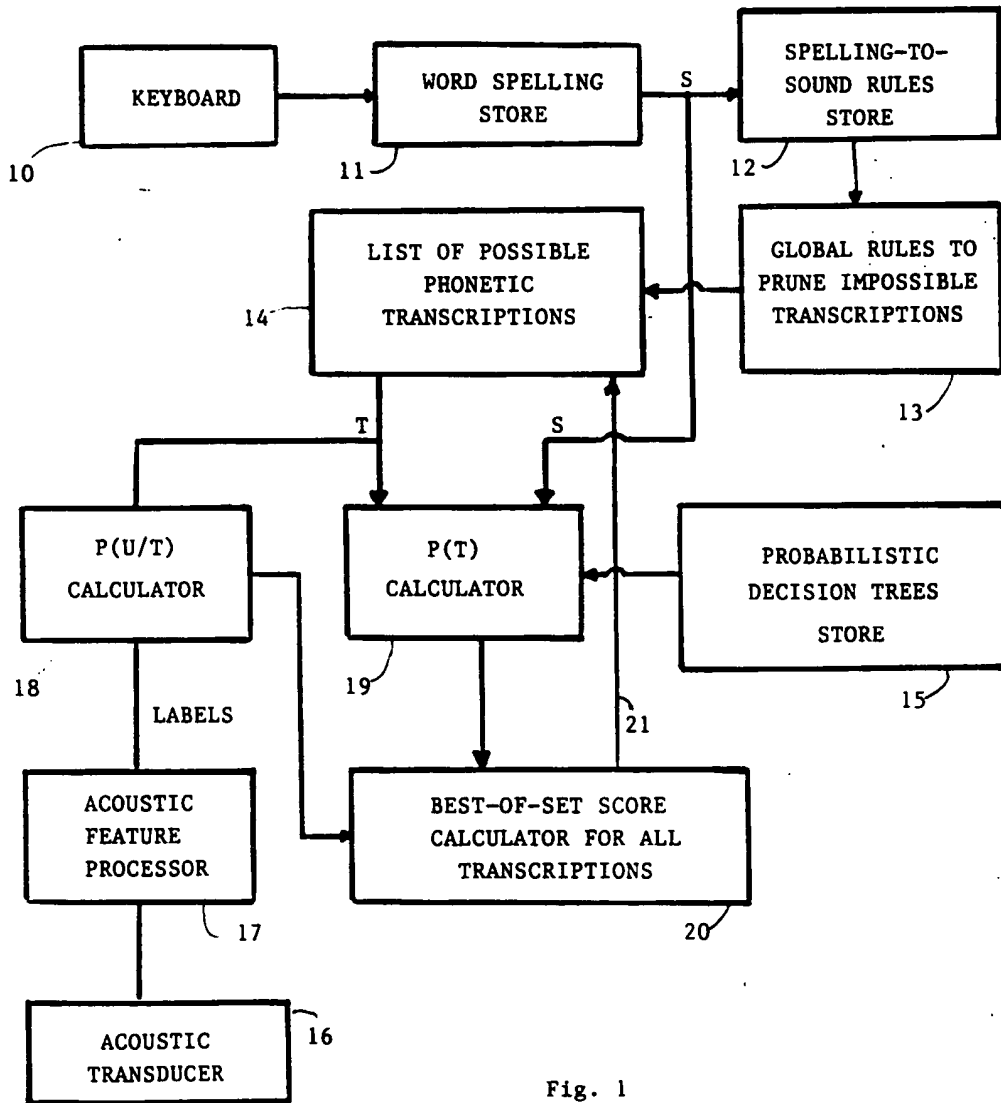 KEYBOARD
10
WORD SPELLING
STORE
11
S
SPELLING-TO-
SOUND RULES
STORE
12
LIST OF POSSIBLE
PHONETIC
TRANSCRIPTIONS
14
GLOBAL RULES TO
PRUNE IMPOSSIBLE
TRANSCRIPTIONS
13
T
S
P(U/T)
CALCULATOR
18
P(T)
CALCULATOR
19
PROBABILISTIC
DECISION TREES
STORE
15
LABELS
21
ACOUSTIC
FEATURE
PROCESSOR
17
BEST-OF-SET SCORE
CALCULATOR FOR ALL
TRANSCRIPTIONS
20
ACOUSTIC
TRANSDUCER
16
Fig. 1